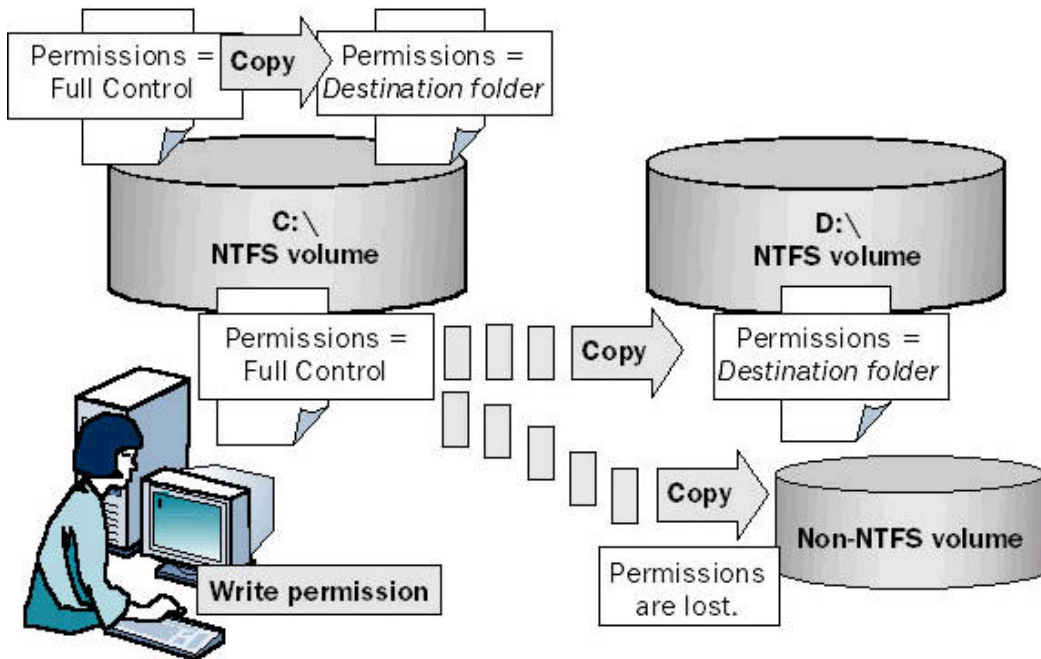 Permissions =
Full Control
Copy
Permissions =
Destination folder
C:\
NTFS volume
D:\
NTFS volume
Permissions =
Full Control
Copy
Permissions =
Destination folder
Copy
Non-NTFS volume
Write permission
Permissions
are lost.